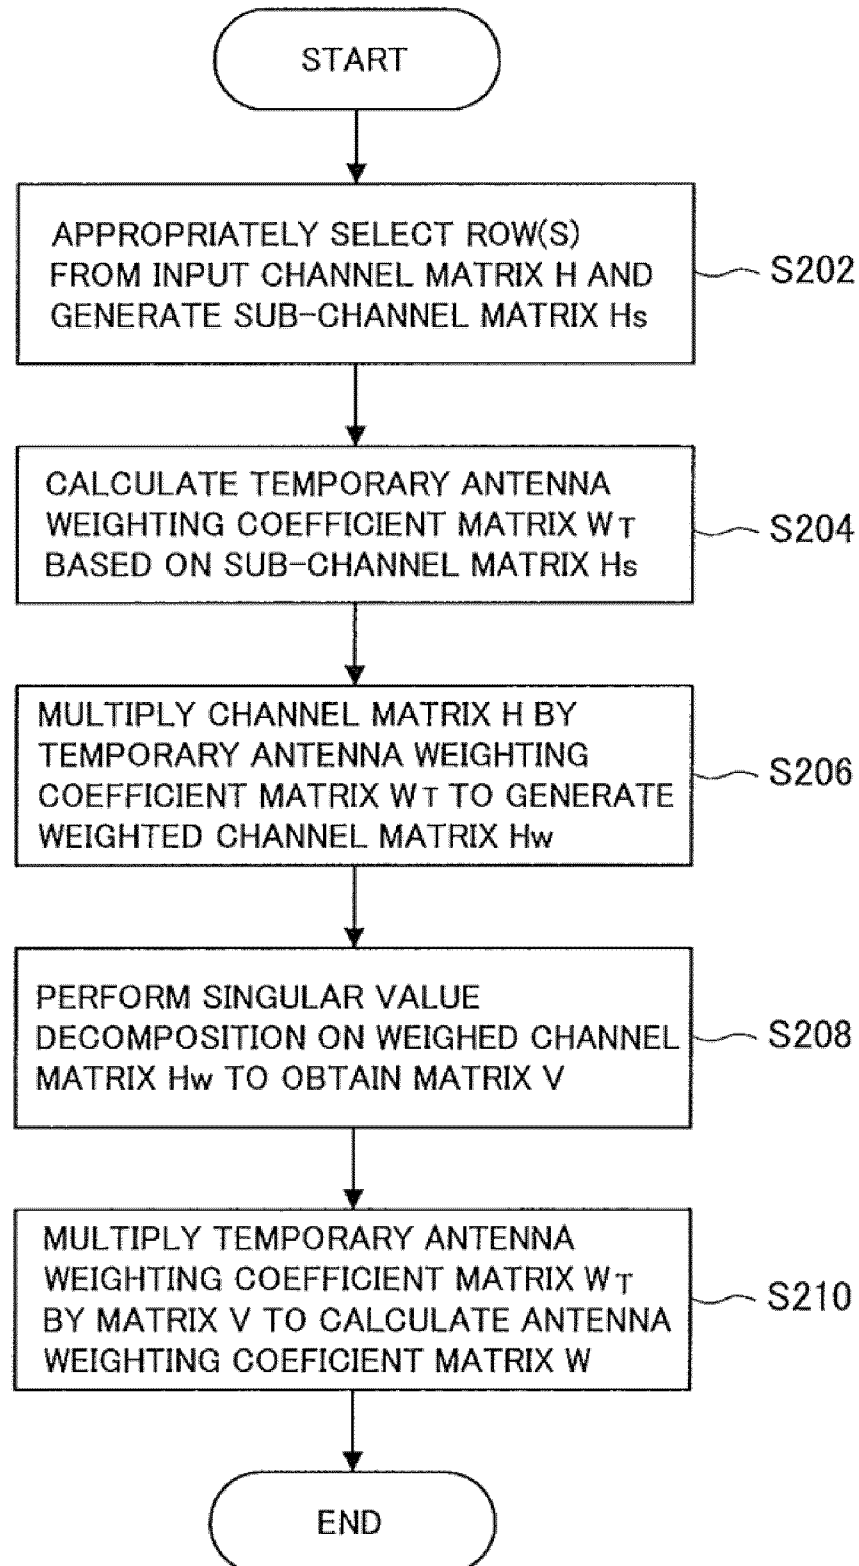 START
APPROPRIATELY SELECT ROW(S)
FROM INPUT CHANNEL MATRIX H AND
GENERATE SUB-CHANNEL MATRIX Hs
S202
CALCULATE TEMPORARY ANTENNA
WEIGHTING COEFFICIENT MATRIX WT
BASED ON SUB-CHANNEL MATRIX Hs
S204
MULTIPLY CHANNEL MATRIX H BY
TEMPORARY ANTENNA WEIGHTING
COEFFICIENT MATRIX WT TO GENERATE
WEIGHTED CHANNEL MATRIX Hw
S206
PERFORM SINGULAR VALUE
DECOMPOSITION ON WEIGHED CHANNEL
MATRIX Hw TO OBTAIN MATRIX V
S208
MULTIPLY TEMPORARY ANTENNA
WEIGHTING COEFFICIENT MATRIX WT
BY MATRIX V TO CALCULATE ANTENNA
WEIGHTING COEFICIENT MATRIX W
S210
END